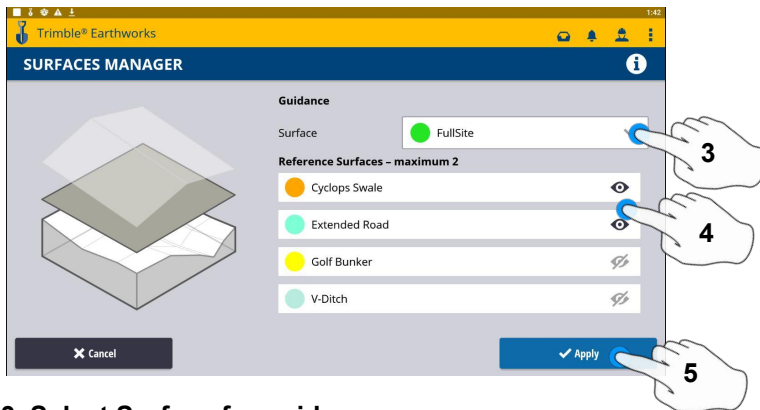 1:42
Trimble® Earthworks
SURFACES MANAGER
Guidance
Surface
FullSite
3
Reference Surfaces – maximum 2
Cyclops Swale
4
Extended Road
Golf Bunker
V-Ditch
Cancel
Apply
5